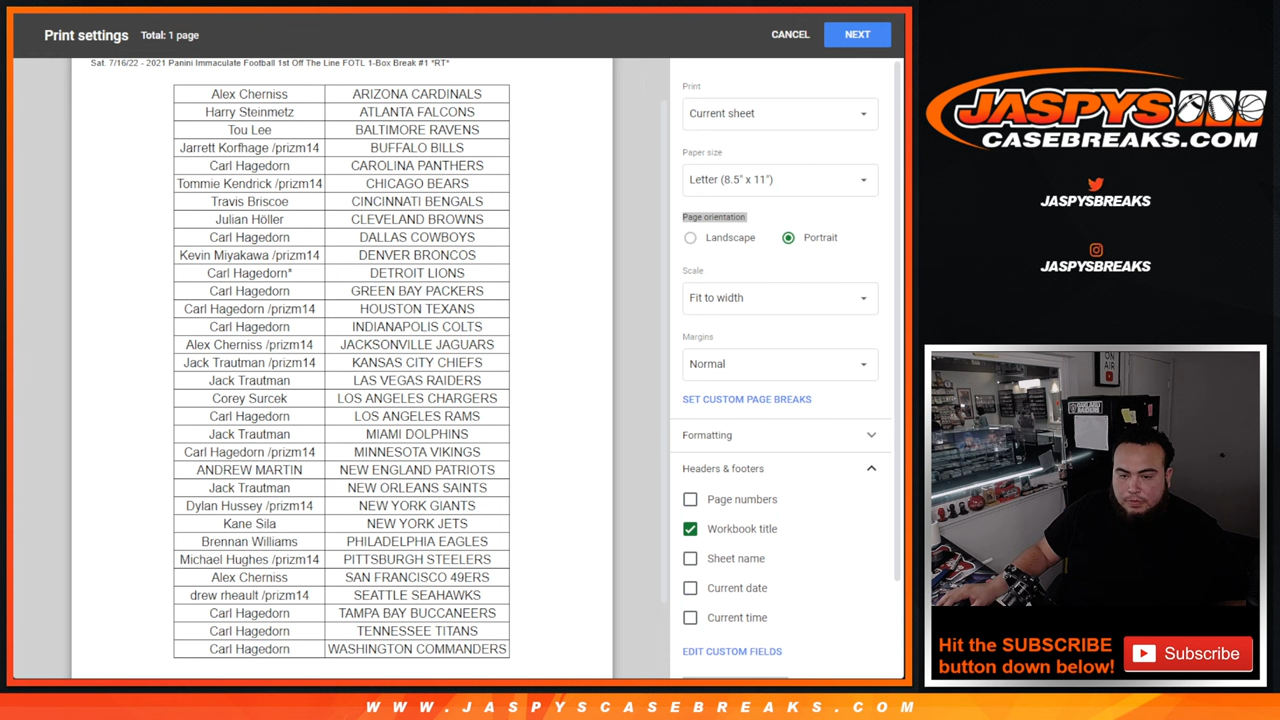 Print settings Total: 1 page CANCEL NEXT
Sat. 7/16/22 - 2021 Panini Immaculate Football 1st Off The Line FOTL 1-Box Break #1 *RT*
Alex Cherniss ARIZONA CARDINALS
Harry Steinmetz ATLANTA FALCONS
Tou Lee BALTIMORE RAVENS
Jarrett Korfhage /prizm14 BUFFALO BILLS
Carl Hagedorn CAROLINA PANTHERS
Tommie Kendrick /prizm14 CHICAGO BEARS
Travis Briscoe CINCINNATI BENGALS
Julian Höller CLEVELAND BROWNS
Carl Hagedorn DALLAS COWBOYS
Kevin Miyakawa /prizm14 DENVER BRONCOS
Carl Hagedorn* DETROIT LIONS
Carl Hagedorn GREEN BAY PACKERS
Carl Hagedorn /prizm14 HOUSTON TEXANS
Carl Hagedorn INDIANAPOLIS COLTS
Alex Cherniss /prizm14 JACKSONVILLE JAGUARS
Jack Trautman /prizm14 KANSAS CITY CHIEFS
Jack Trautman LAS VEGAS RAIDERS
Corey Surcek LOS ANGELES CHARGERS
Carl Hagedorn LOS ANGELES RAMS
Jack Trautman MIAMI DOLPHINS
Carl Hagedorn /prizm14 MINNESOTA VIKINGS
ANDREW MARTIN NEW ENGLAND PATRIOTS
Jack Trautman NEW ORLEANS SAINTS
Dylan Hussey /prizm14 NEW YORK GIANTS
Kane Sila NEW YORK JETS
Brennan Williams PHILADELPHIA EAGLES
Michael Hughes /prizm14 PITTSBURGH STEELERS
Alex Cherniss SAN FRANCISCO 49ERS
drew rheault /prizm14 SEATTLE SEAHAWKS
Carl Hagedorn TAMPA BAY BUCCANEERS
Carl Hagedorn TENNESSEE TITANS
Carl Hagedorn WASHINGTON COMMANDERS
Print
Current sheet
Paper size
Letter (8.5" x 11")
Page orientation
Landscape Portrait
Scale
Fit to width
Margins
Normal
SET CUSTOM PAGE BREAKS
Formatting
Headers & footers
Page numbers
Workbook title
Sheet name
Current date
Current time
EDIT CUSTOM FIELDS
JASPYS
CASEBREAKS.COM
JASPYSBREAKS
JASPYSBREAKS
ON
AIR
Hit the SUBSCRIBE
button down below!
Subscribe
WWW.JASPYSCASEBREAKS.COM